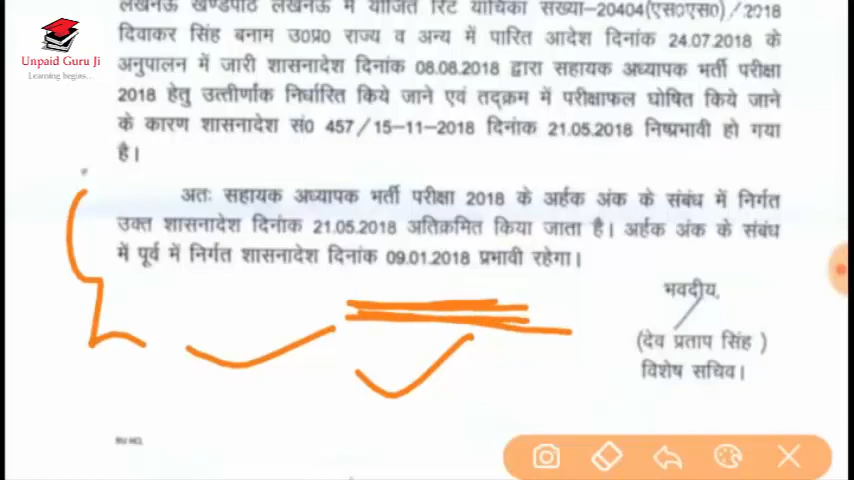 लखनऊ खण्डपीठ लखनऊ में योजित रिट याचिका संख्या-20404(एस०एस०)/2018
दिवाकर सिंह बनाम उ०प्र० राज्य व अन्य में पारित आदेश दिनांक 24.07.2018 के
अनुपालन में जारी शासनादेश दिनांक 08.08.2018 द्वारा सहायक अध्यापक भर्ती परीक्षा
2018 हेतु उत्तीर्णांक निर्धारित किये जाने एवं तद्क्रम में परीक्षाफल घोषित किये जाने
के कारण शासनादेश सं0 457/15-11-2018 दिनांक 21.05.2018 निष्प्रभावी हो गया
है।
अतः सहायक अध्यापक भर्ती परीक्षा 2018 के अर्हक अंक के संबंध में निर्गत
उक्त शासनादेश दिनांक 21.05.2018 अतिक्रमित किया जाता है। अर्हक अंक के संबंध
में पूर्व में निर्गत शासनादेश दिनांक 09.01.2018 प्रभावी रहेगा।
भवदीय,
(देव प्रताप सिंह )
विशेष सचिव।
Unpaid Guru Ji
Learning begins...